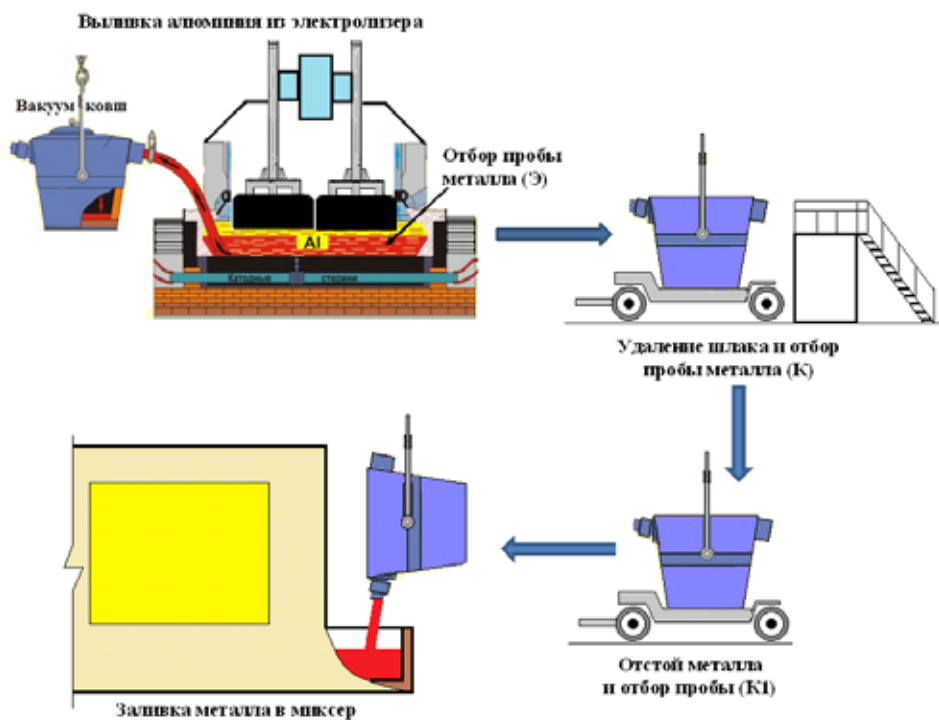 Выливка алюминия из электролизера
Вакуум ковш
Отбор пробы
металла (Э)
Al
Катодные стержни
Удаление шлака и отбор
пробы металла (К)
Отстой металла
и отбор пробы (К1)
Заливка металла в миксер